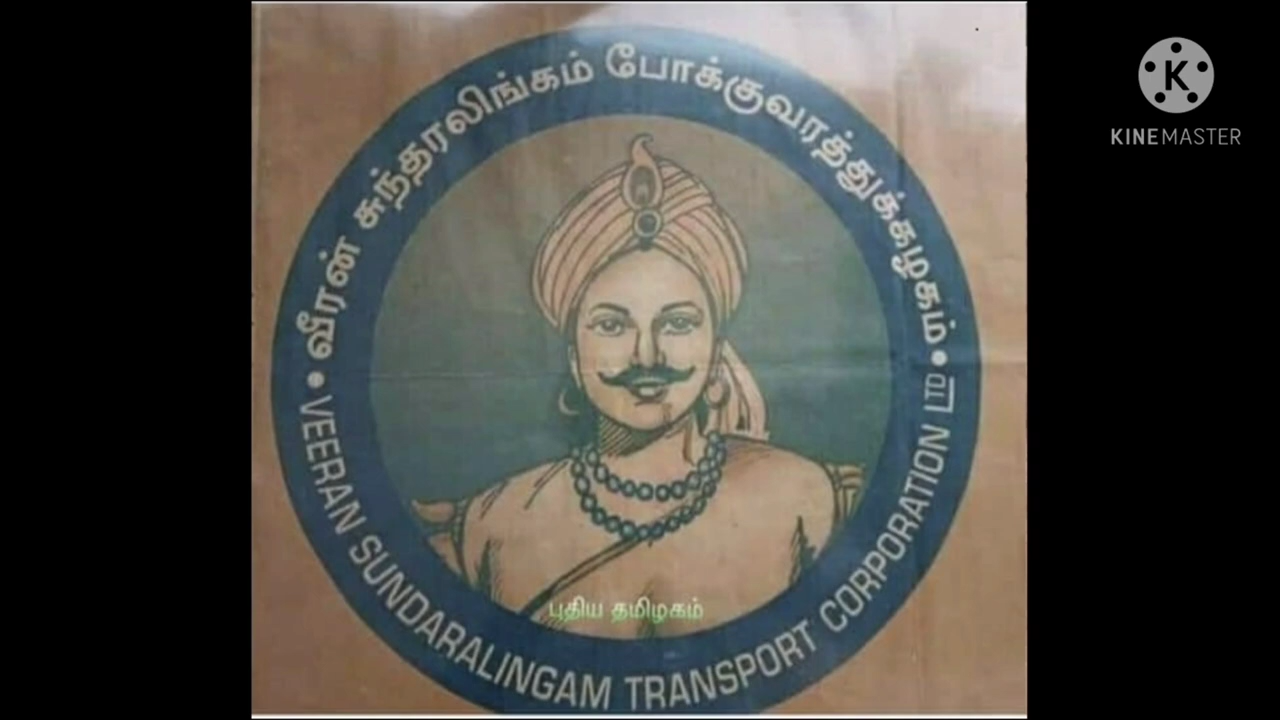 வீரன் சுந்தரலிங்கம் போக்குவரத்துக்கழகம்
VEERAN SUNDARALINGAM TRANSPORT CORPORATION LTD
புதிய தமிழகம்
K
KINEMASTER